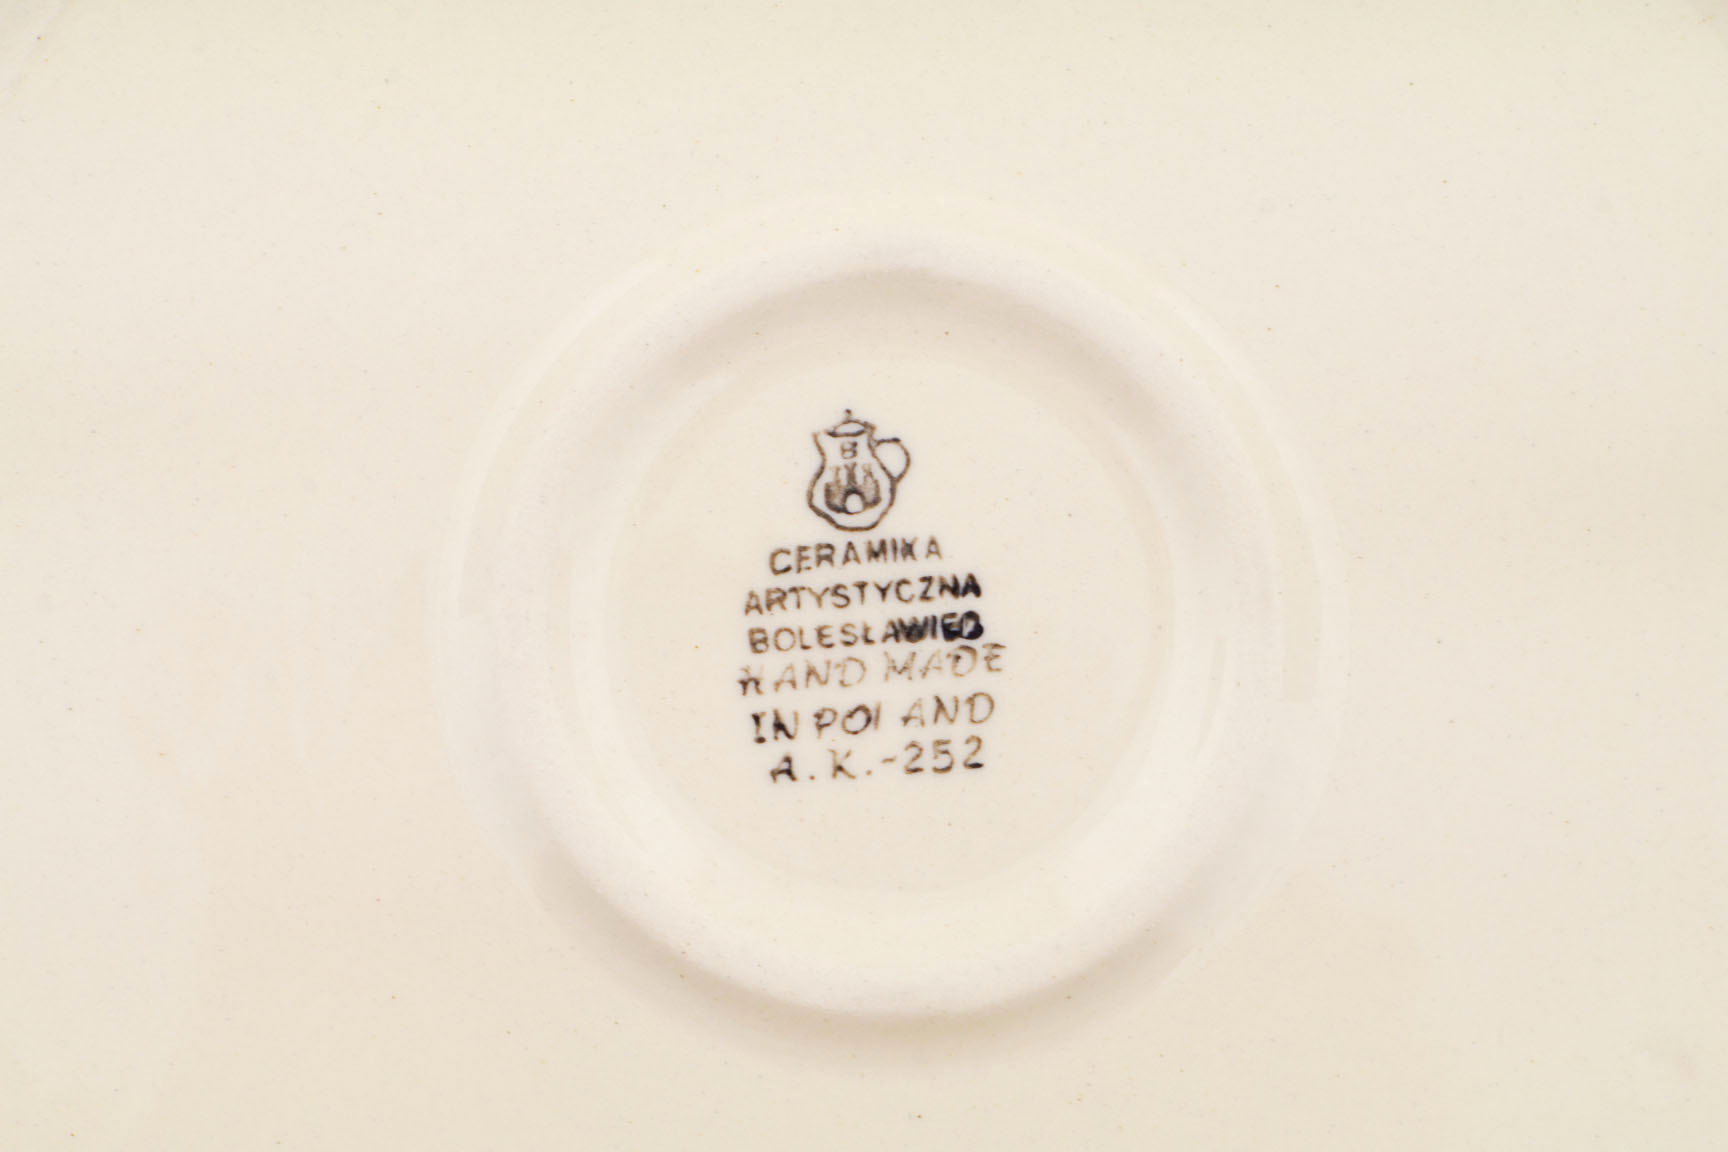 B
CERAMIKA
ARTYSTYCZNA
BOLESŁAWIEC
HAND MADE
IN POLAND
A.K.-252